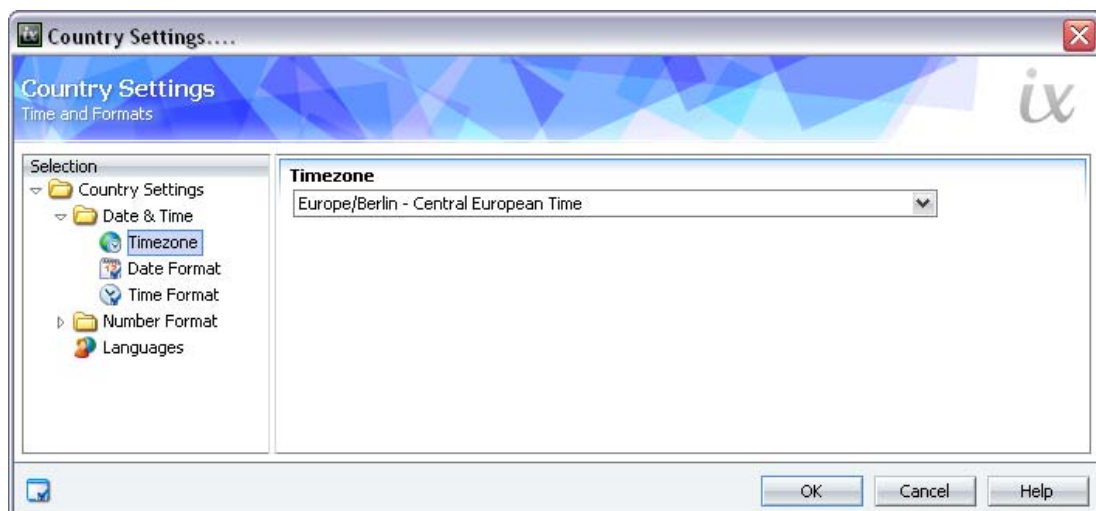 ix Country Settings....
Country Settings
Time and Formats
ix
Selection
Country Settings
Date & Time
Timezone
Date Format
Time Format
Number Format
Languages
Timezone
Europe/Berlin - Central European Time
OK Cancel Help